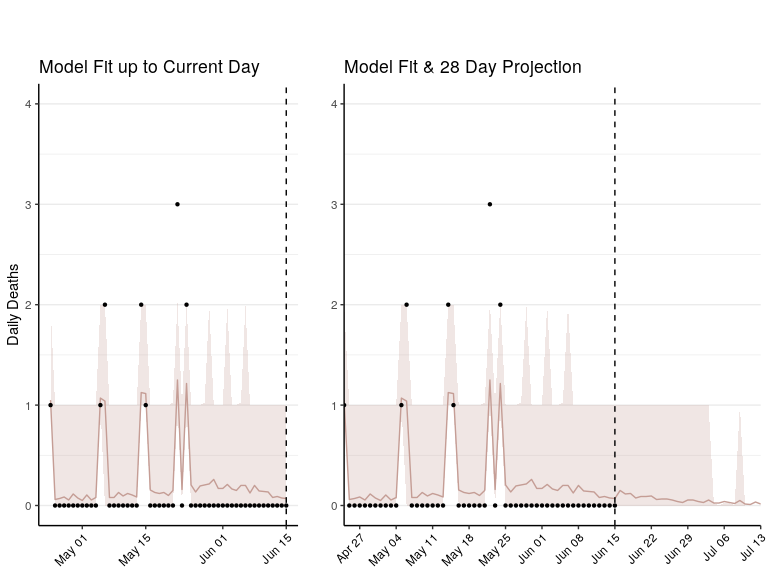 Model Fit up to Current Day
Model Fit & 28 Day Projection
Daily Deaths
4
3
2
1
0
4
3
2
1
0
May 01
May 15
Jun 01
Jun 15
Apr 27
May 04
May 11
May 18
May 25
Jun 01
Jun 08
Jun 15
Jun 22
Jun 29
Jul 06
Jul 13